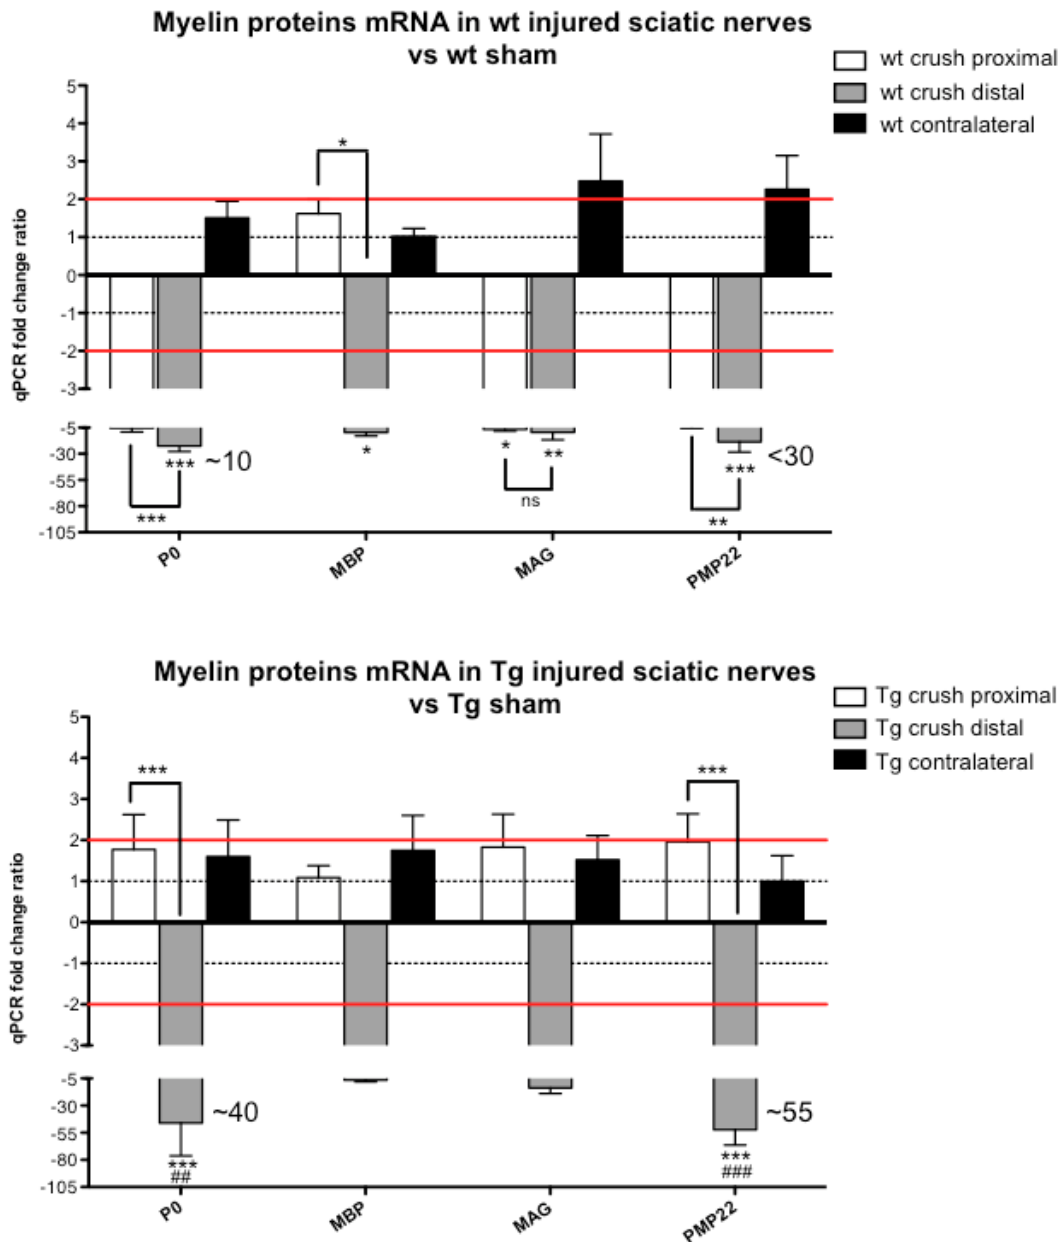 Myelin proteins mRNA in wt injured sciatic nerves
vs wt sham
wt crush proximal
wt crush distal
wt contralateral
qPCR fold change ratio
5
4
3
2
1
0
-1
-2
-3
-5
-30
-55
-80
-105
*
***
~10
***
*
*
**
ns
***
<30
**
P0
MBP
MAG
PMP22
Myelin proteins mRNA in Tg injured sciatic nerves
vs Tg sham
Tg crush proximal
Tg crush distal
Tg contralateral
qPCR fold change ratio
5
4
3
2
1
0
-1
-2
-3
-5
-30
-55
-80
-105
***
***
~40
***
##
~55
***
###
P0
MBP
MAG
PMP22